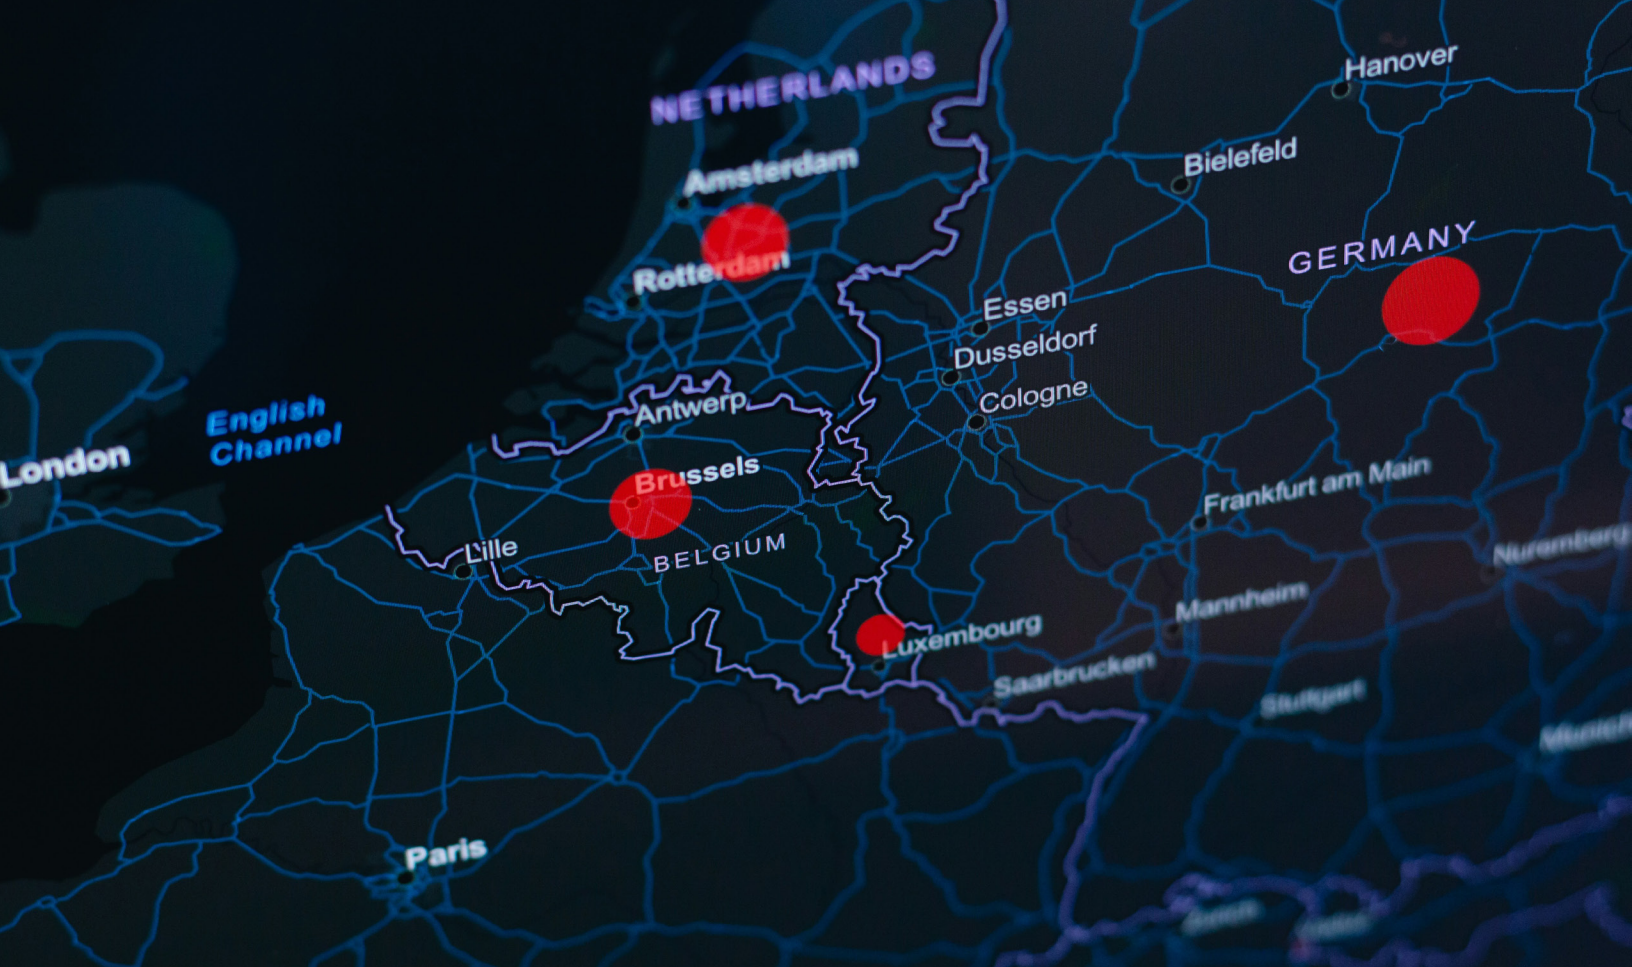 NETHERLANDS
Hanover
Amsterdam
Bielefeld
GERMANY
Rotterdam
Essen
Dusseldorf
Cologne
English
Channel
Antwerp
London
Brussels
Frankfurt am Main
BELGIUM
Lille
Nuremberg
Mannheim
Luxembourg
Saarbrucken
Stuttgart
Paris